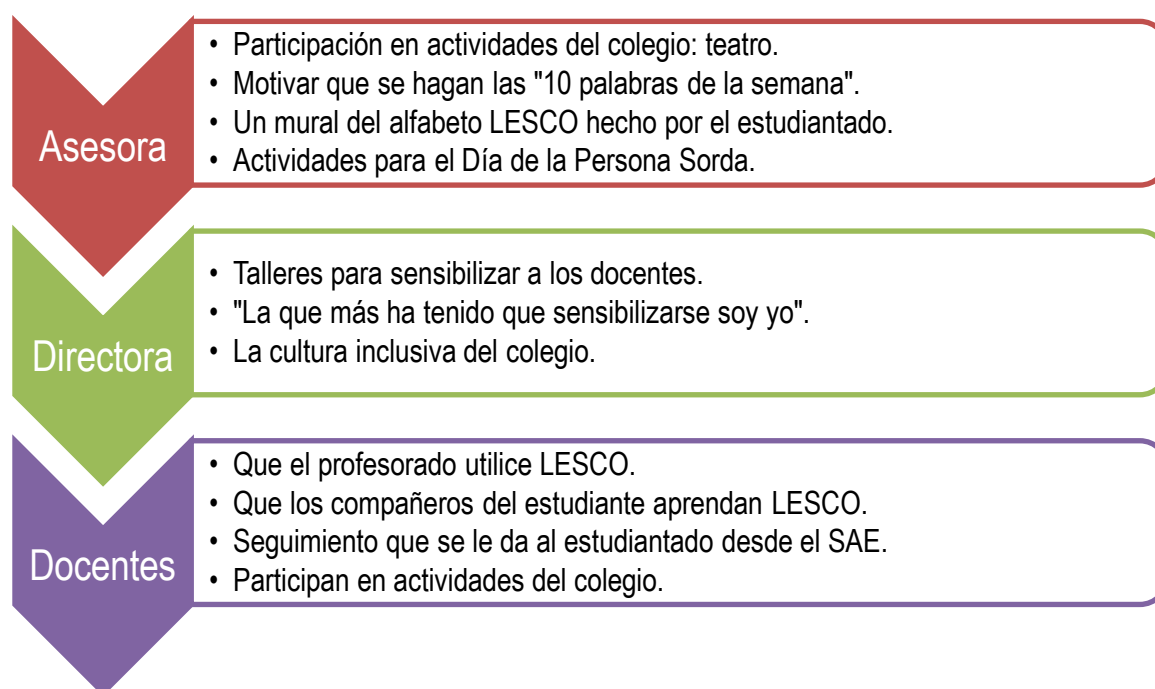 Asesora
• Participación en actividades del colegio: teatro.
• Motivar que se hagan las "10 palabras de la semana".
• Un mural del alfabeto LESCO hecho por el estudiantado.
• Actividades para el Día de la Persona Sorda.
Directora
• Talleres para sensibilizar a los docentes.
• "La que más ha tenido que sensibilizarse soy yo".
• La cultura inclusiva del colegio.
Docentes
• Que el profesorado utilice LESCO.
• Que los compañeros del estudiante aprendan LESCO.
• Seguimiento que se le da al estudiantado desde el SAE.
• Participan en actividades del colegio.